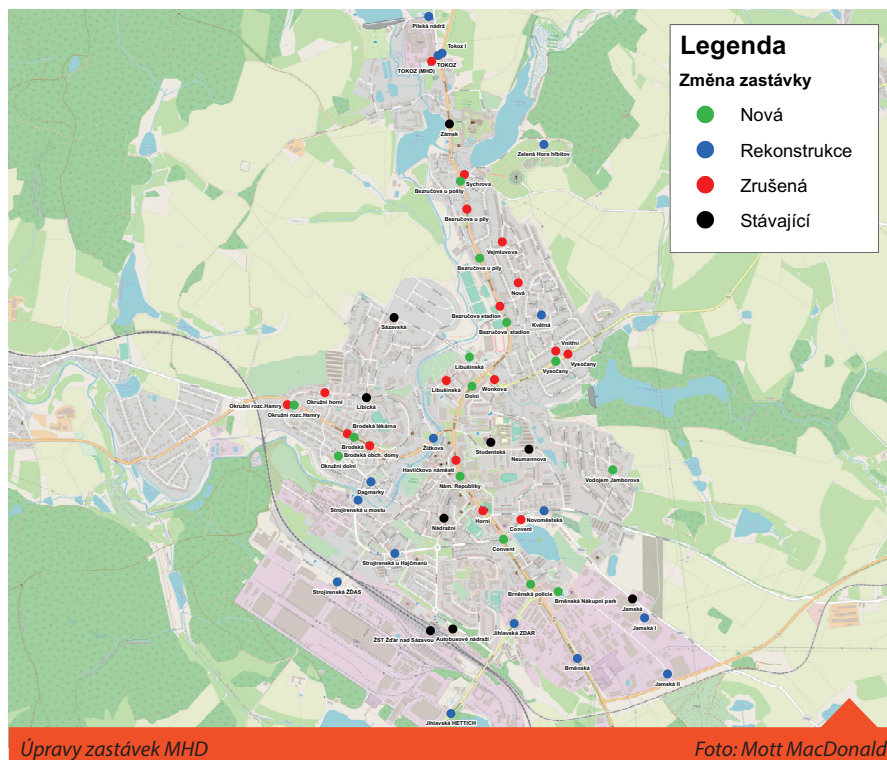 Pilská nádrž
Tokoz I
TOKOZ
TOKOZ (MHD)
Zámek
Zelená Hora hřbitov
Sychrova
Bezručova u pošty
Bezručova u pily
Vejmluvova
Bezručova u pily
Nová
Bezručova stadion
Květná
Bezručova stadion
Sázavská
Vnitřní
Vysočany
Vysočany
Libušínská
Libušínská
Wonkova
Dolní
Okružní horní
Okružní rozc.Hamry
Okružní rozc.Hamry
Libická
Brodská lékárna
Brodská
Brodská obch. domy
Okružní dolní
Žižkova
Studentská
Neumannova
Havlíčkovo náměstí
Nám. Republiky
Vodojem Jamborova
Dagmarky
Strojírenská u mostu
Nádražní
Horní
Novoměstská
Convent
Convent
Strojírenská u Hajčmanů
Strojírenská ŽĎAS
Brněnská policie
Brněnská Nákupní park
Jamská
Jamská I
Jihlavská ZDAR
ŽST Žďár nad Sázavou
Autobusové nádraží
Brněnská
Jamská II
Jihlavská HETTICH
Legenda
Změna zastávky
Nová
Rekonstrukce
Zrušená
Stávající
Úpravy zastávek MHD
Foto: Mott MacDonald